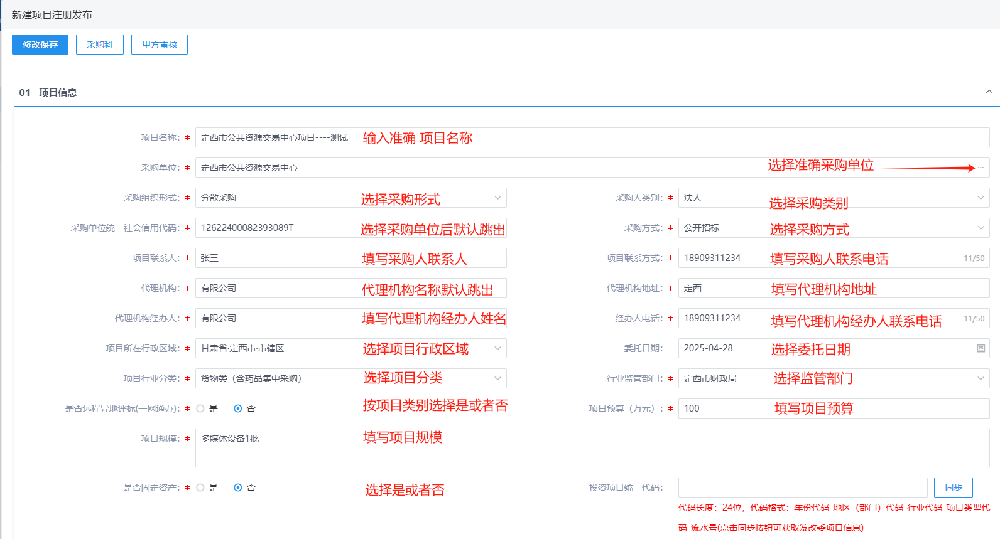 新建项目注册发布
修改保存 采购科 甲方审核
01 项目信息
项目名称： * 定西市公共资源交易中心项目----测试 输入准确 项目名称
采购单位： * 定西市公共资源交易中心 选择准确采购单位 ...
采购组织形式： * 分散采购 选择采购形式 采购人类别： * 法人 选择采购类别
采购单位统一社会信用代码： * 12622400082393089T 选择采购单位后默认跳出 采购方式： * 公开招标 选择采购方式
项目联系人： * 张三 填写采购人联系人 项目联系方式： * 18909311234 填写采购人联系电话 11/50
代理机构： * 有限公司 代理机构名称默认跳出 代理机构地址： * 定西 填写代理机构地址
代理机构经办人： * 有限公司 填写代理机构经办人姓名 经办人电话： * 18909311234 填写代理机构经办人联系电话 11/50
项目所在行政区域： * 甘肃省·定西市·市辖区 选择项目行政区域 委托日期： 2025-04-28 选择委托日期
项目行业分类： * 货物类（含药品集中采购） 选择项目分类 行业监管部门： * 定西市财政局 选择监管部门
是否远程异地评标(一网通办)： * 是 否 按项目类别选择是或者否 项目预算（万元）： * 100 填写项目预算
项目规模： * 多媒体设备1批 填写项目规模
是否固定资产： * 是 否 选择是或者否 投资项目统一代码： 同步
代码长度：24位，代码格式：年份代码-地区（部门）代码-行业代码-项目类型代
码-流水号(点击同步按钮可获取发改委项目信息)